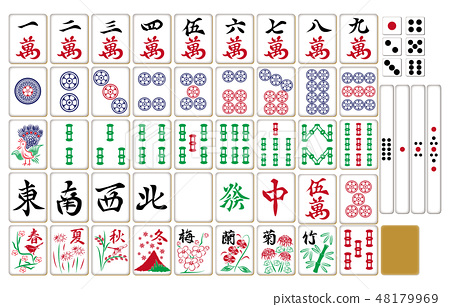 一 二 三 四 伍 六 七 八 九
萬 萬 萬 萬 萬 萬 萬 萬 萬
東 南 西 北 發 中 伍
萬
春 夏 秋 冬 梅 蘭 菊 竹
PIXTA
48179969